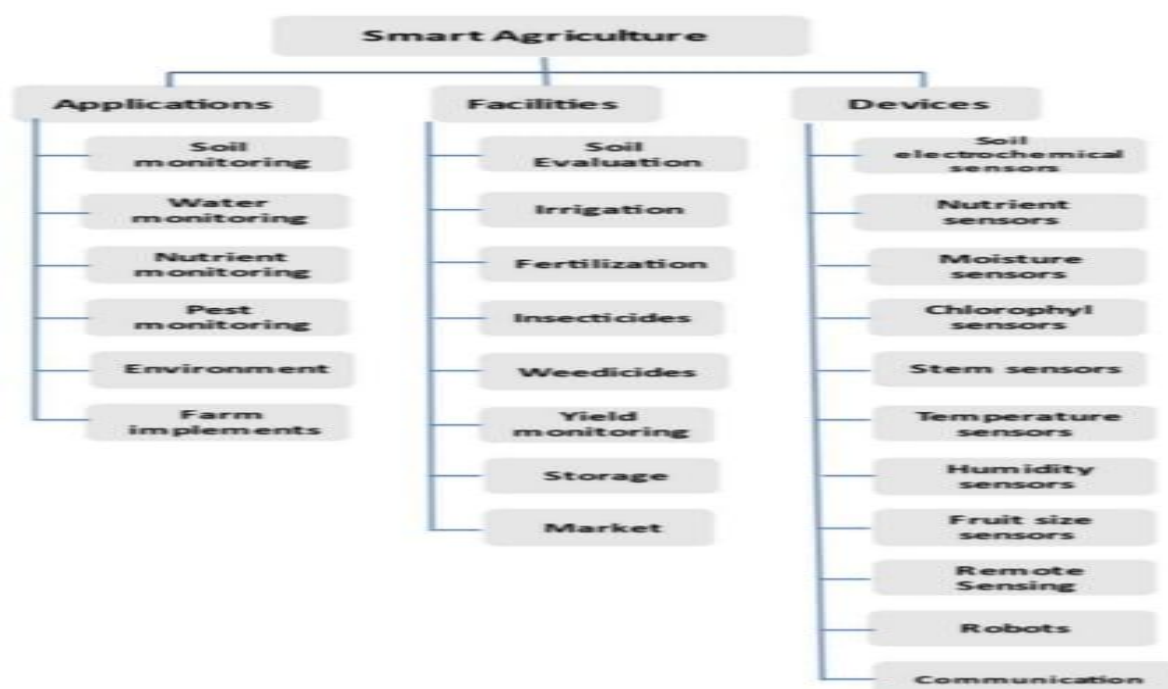 Smart Agriculture
Applications
Soil
monitoring
Water
monitoring
Nutrient
monitoring
Pest
monitoring
Environment
Farm
implements
Facilities
Soil
Evaluation
Irrigation
Fertilization
Insecticides
Weedicides
Yield
monitoring
Storage
Market
Devices
Soil
electrochemical
sensors
Nutrient
sensors
Moisture
sensors
Chlorophyl
sensors
Stem sensors
Temperature
sensors
Humidity
sensors
Fruit size
sensors
Remote
Sensing
Robots
Communication